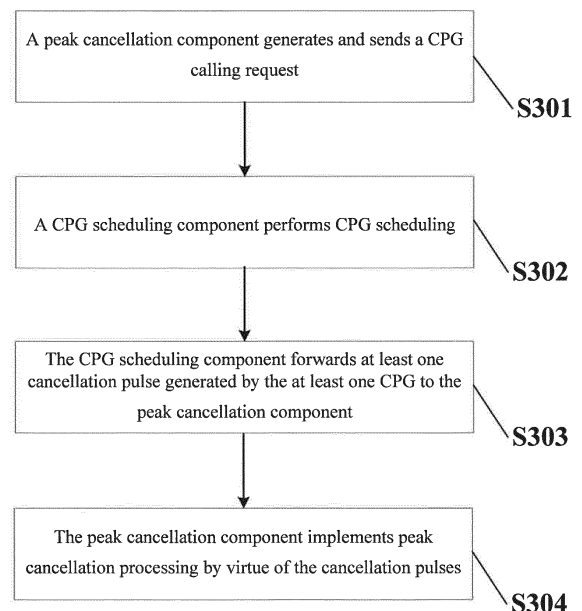 A peak cancellation component generates and sends a CPG
calling request
S301
A CPG scheduling component performs CPG scheduling
S302
The CPG scheduling component forwards at least one
cancellation pulse generated by the at least one CPG to the
peak cancellation component
S303
The peak cancellation component implements peak
cancellation processing by virtue of the cancellation pulses
S304